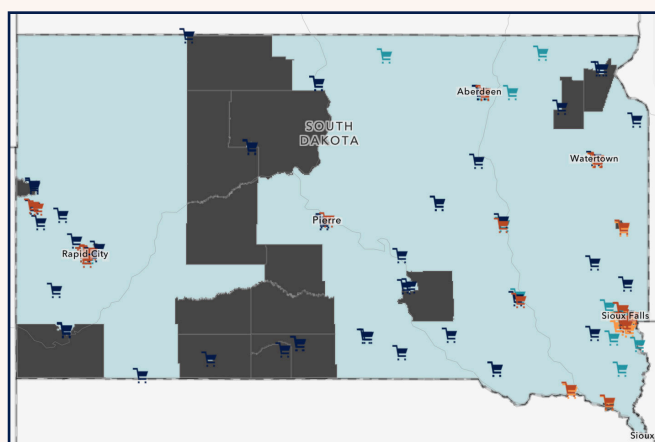 SOUTH
DAKOTA
Aberdeen
Watertown
Pierre
Rapid City
Sioux Falls
Sioux